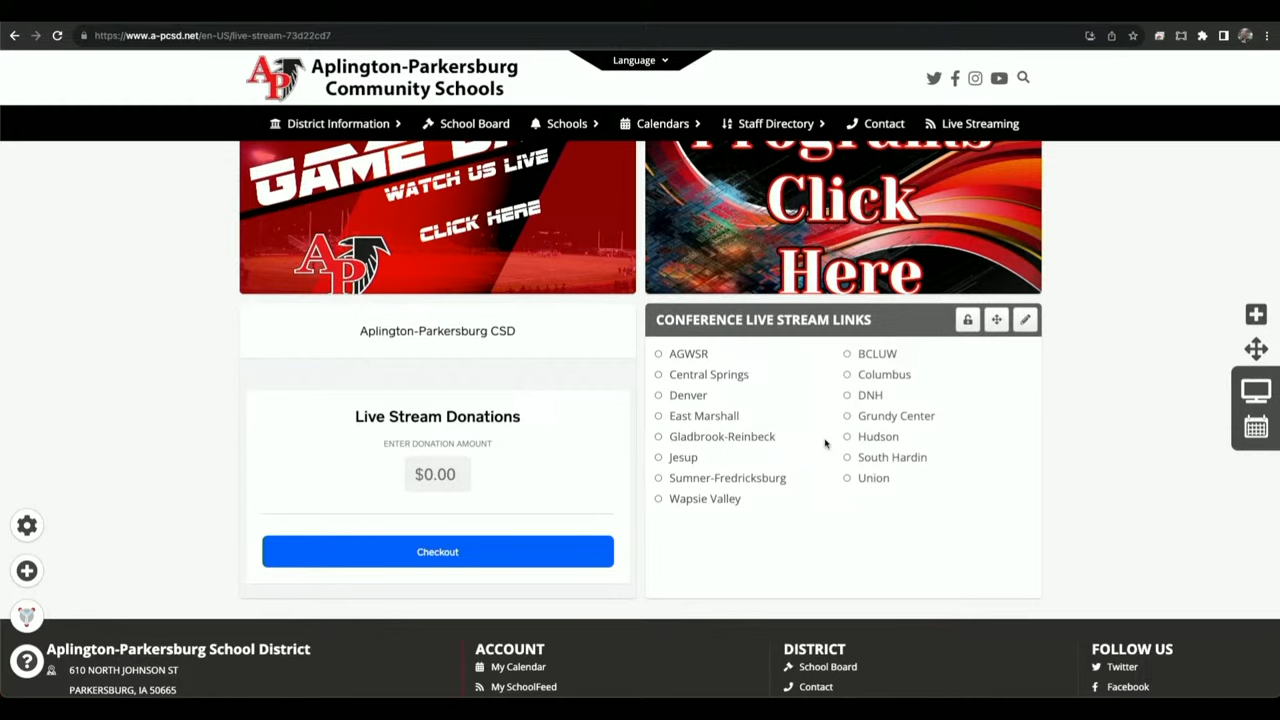 https://www.a-pcsd.net/en-US/live-stream-73d22cd7
Language
AP
Aplington-Parkersburg
Community Schools
District Information
School Board
Schools
Calendars
Staff Directory
Contact
Live Streaming
GAME
WATCH US LIVE
CLICK HERE
AP
Programs
Click
Here
Aplington-Parkersburg CSD
Live Stream Donations
ENTER DONATION AMOUNT
$0.00
Checkout
CONFERENCE LIVE STREAM LINKS
AGWSR
BCLUW
Central Springs
Columbus
Denver
DNH
East Marshall
Grundy Center
Gladbrook-Reinbeck
Hudson
Jesup
South Hardin
Sumner-Fredricksburg
Union
Wapsie Valley
Aplington-Parkersburg School District
610 NORTH JOHNSON ST
PARKERSBURG, IA 50665
ACCOUNT
My Calendar
My SchoolFeed
DISTRICT
School Board
Contact
FOLLOW US
Twitter
Facebook